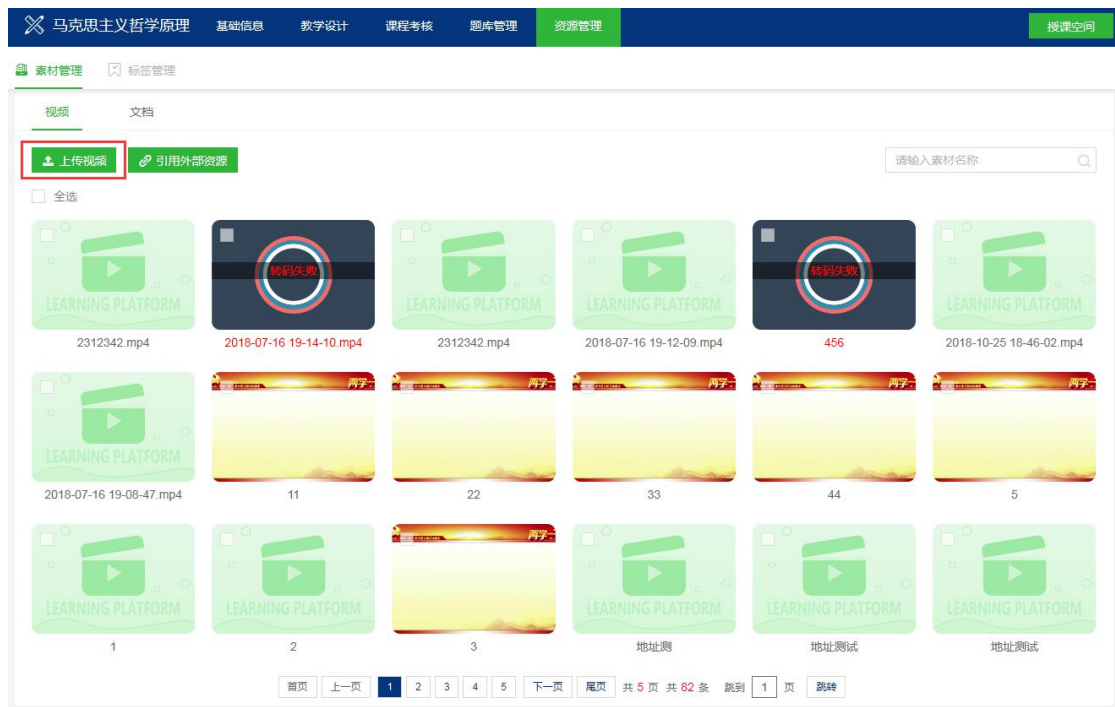 马克思主义哲学原理 基础信息 教学设计 课程考核 题库管理 资源管理 授课空间
素材管理 标签管理
视频 文档
上传视频 引用外部资源 请输入素材名称
全选
LEARNING PLATFORM 转码失败 LEARNING PLATFORM LEARNING PLATFORM 转码失败 LEARNING PLATFORM
2312342.mp4 2018-07-16 19-14-10.mp4 2312342.mp4 2018-07-16 19-12-09.mp4 456 2018-10-25 18-46-02.mp4
两学一 两学一 两学一 两学一 两学一
LEARNING PLATFORM
2018-07-16 19-08-47.mp4 11 22 33 44 5
两学一
LEARNING PLATFORM LEARNING PLATFORM LEARNING PLATFORM LEARNING PLATFORM LEARNING PLATFORM
1 2 3 地址测 地址测试 地址测试
首页 上一页 1 2 3 4 5 下一页 尾页 共 5 页 共 82 条 跳到 1 页 跳转